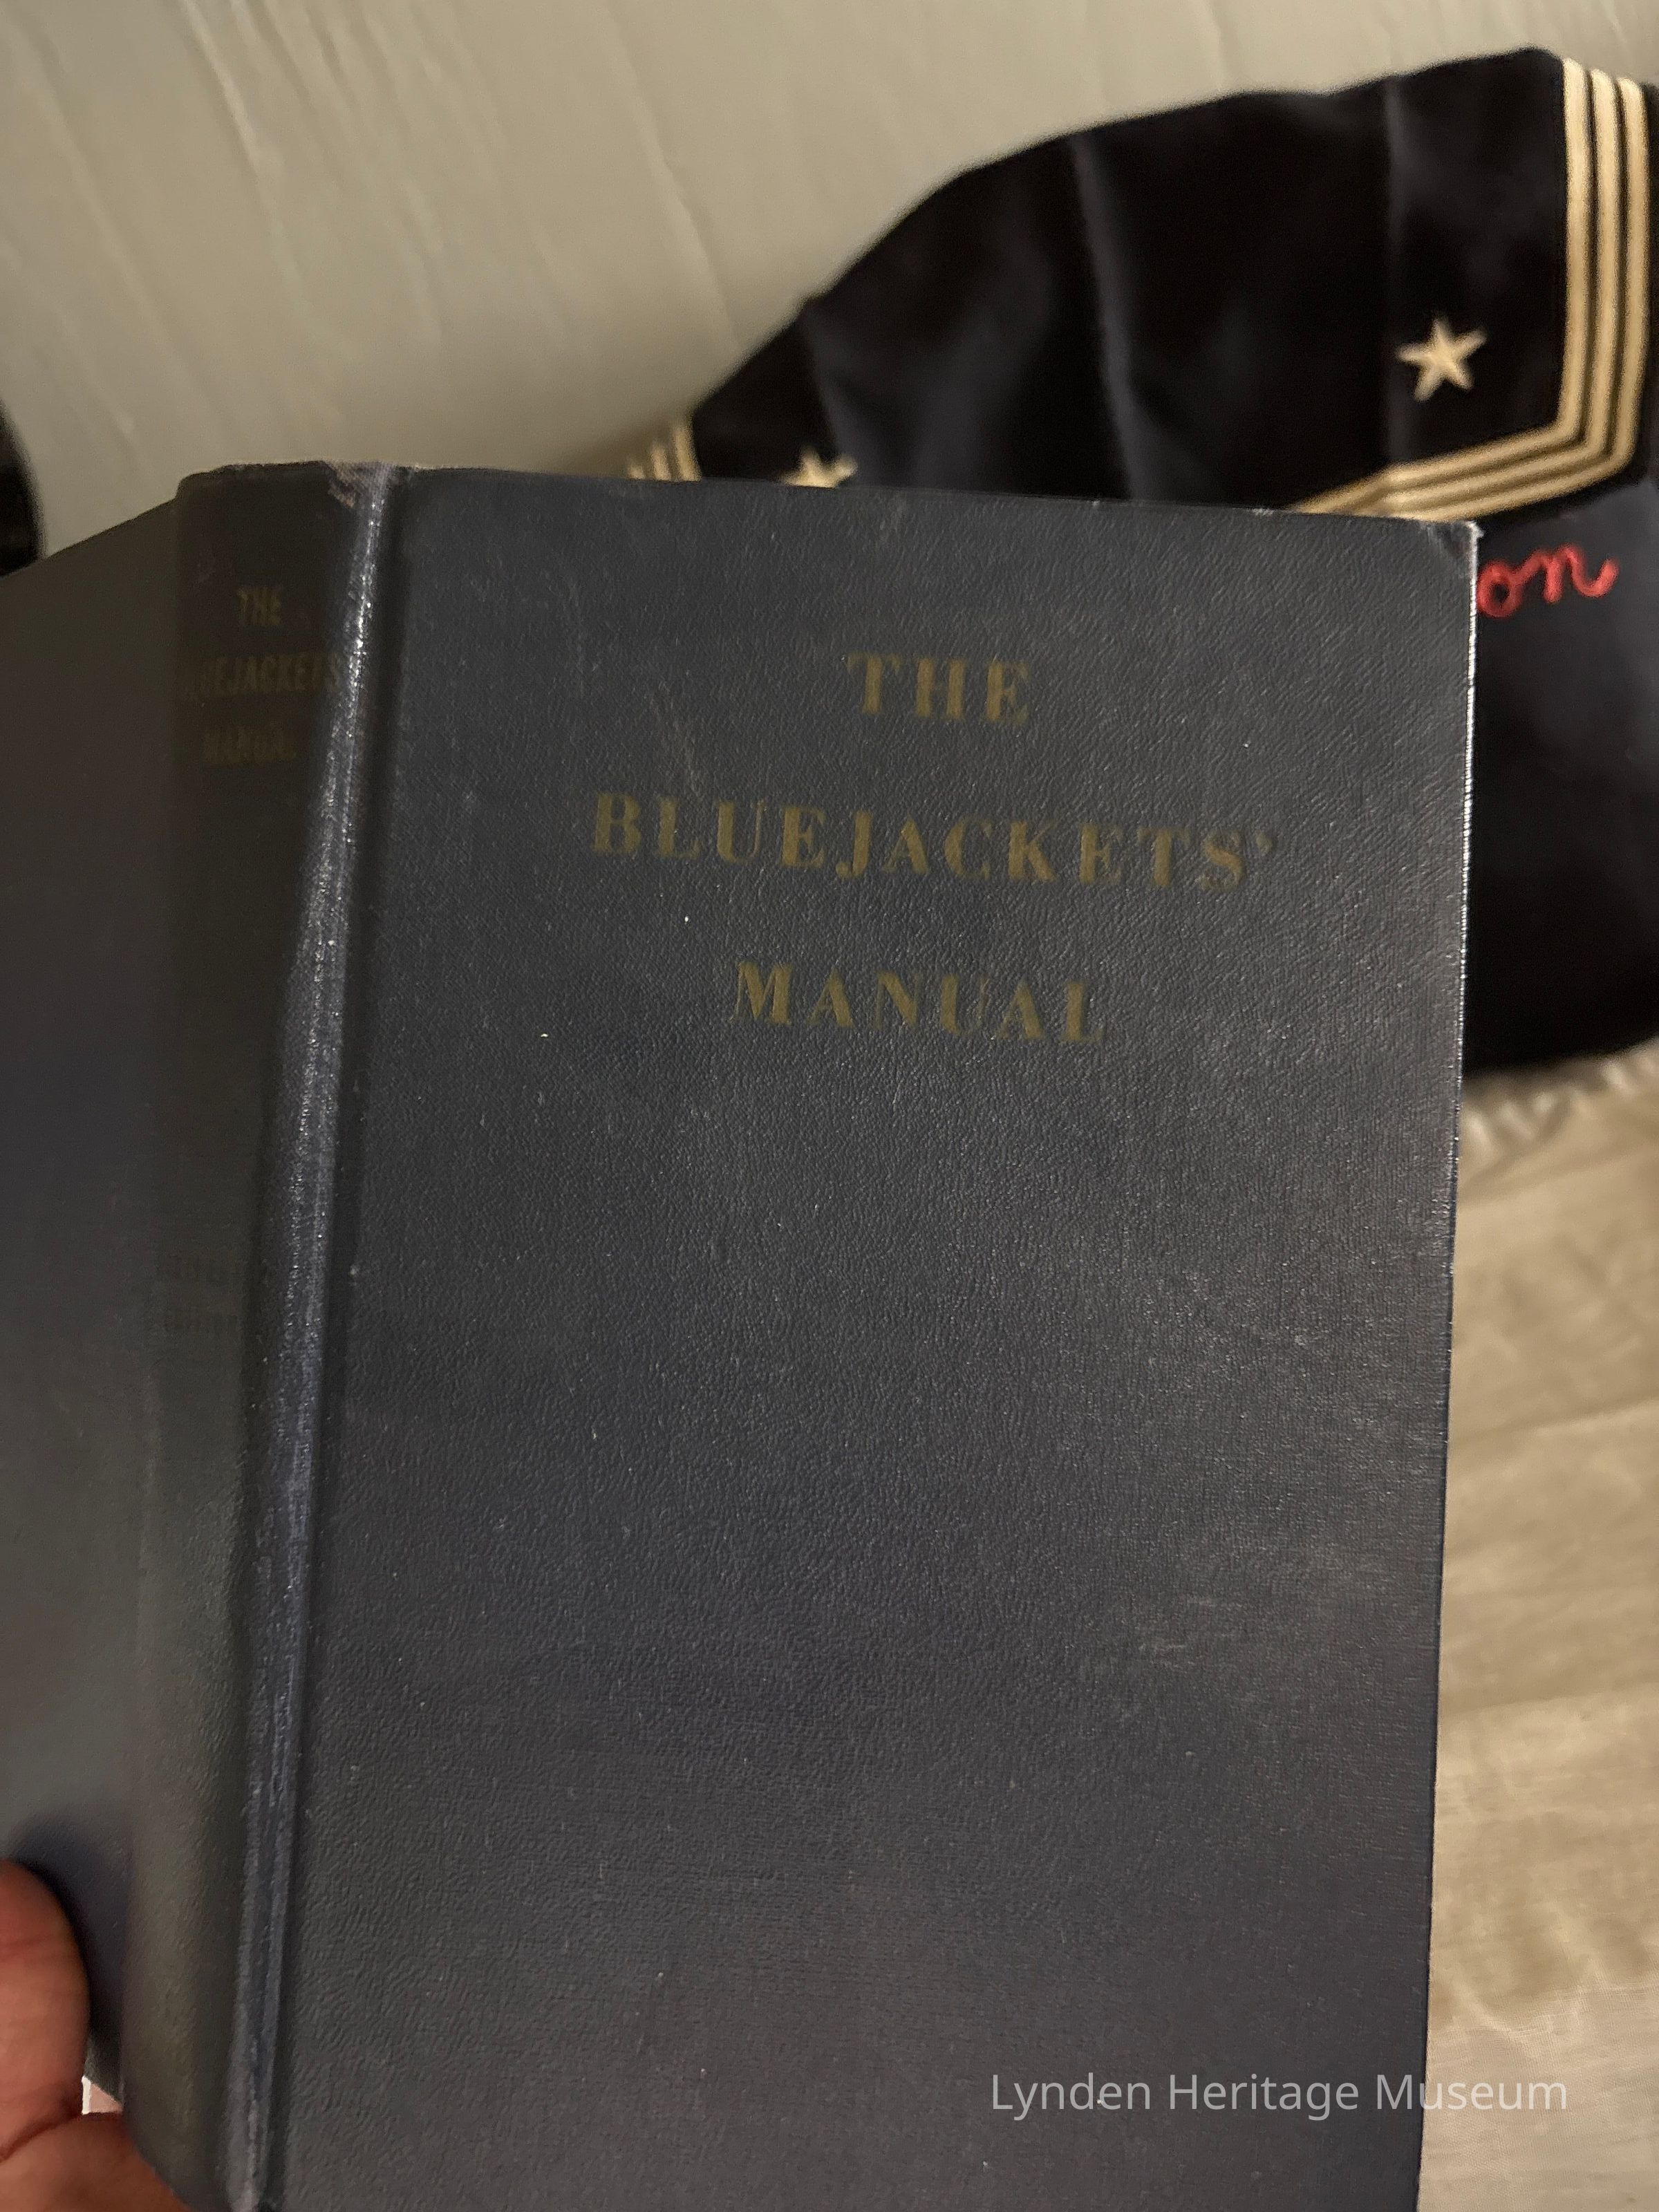 THE
BLUEJACKETS'
MANUAL
THE
BLUEJACKETS'
MANUAL
on
Lynden Heritage Museum